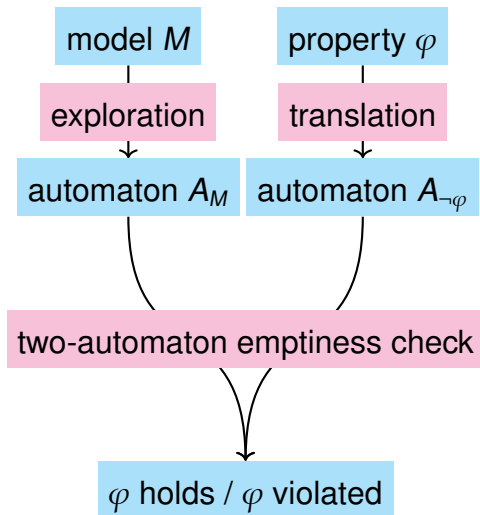 model M
property φ
exploration
translation
automaton A_M
automaton A_¬φ
two-automaton emptiness check
φ holds / φ violated